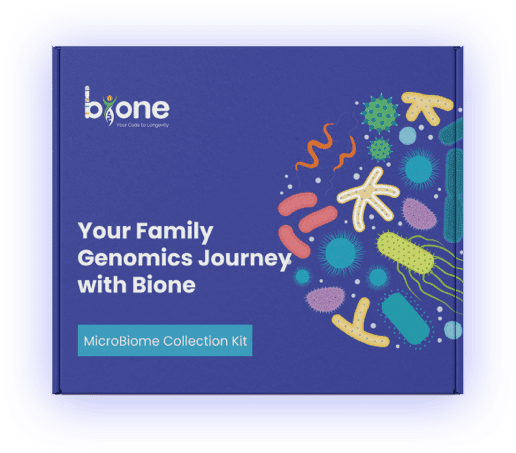 bione
Your Code to Longevity
Your Family
Genomics Journey
with Bione
MicroBiome Collection Kit